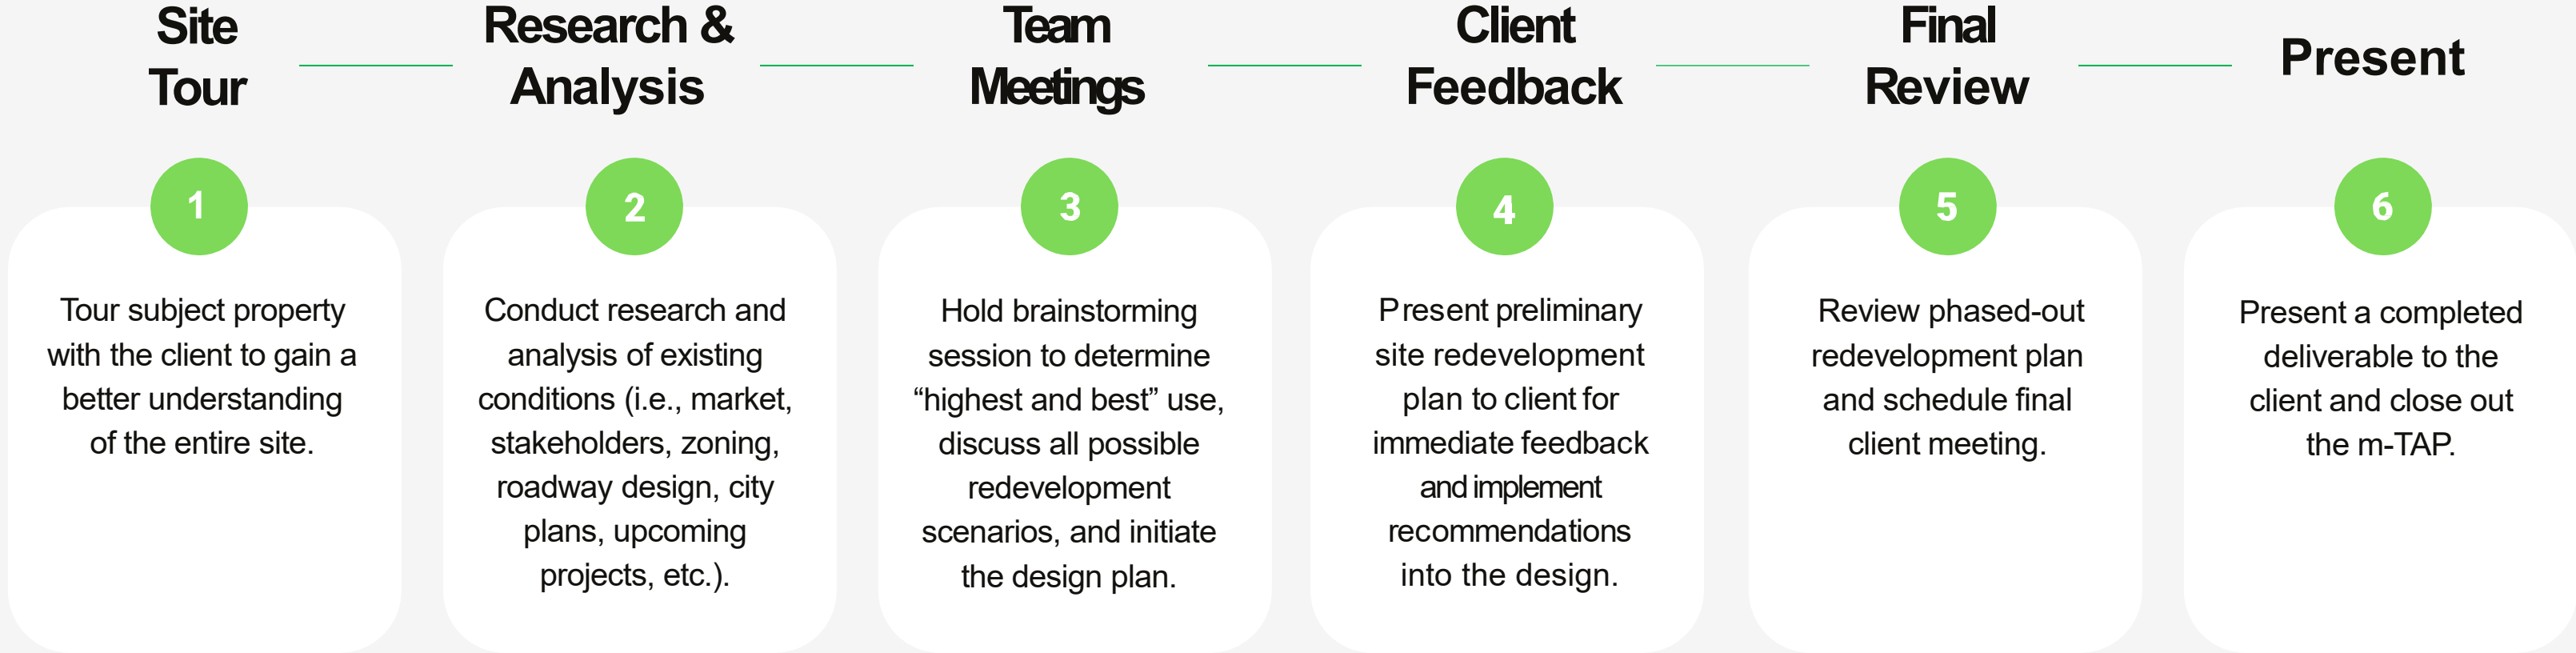 Site
Tour
Research &
Analysis
Team
Meetings
Client
Feedback
Final
Review
Present
1
Tour subject property
with the client to gain a
better understanding
of the entire site.
2
Conduct research and
analysis of existing
conditions (i.e., market,
stakeholders, zoning,
roadway design, city
plans, upcoming
projects, etc.).
3
Hold brainstorming
session to determine
“highest and best” use,
discuss all possible
redevelopment
scenarios, and initiate
the design plan.
4
Present preliminary
site redevelopment
plan to client for
immediate feedback
and implement
recommendations
into the design.
5
Review phased-out
redevelopment plan
and schedule final
client meeting.
6
Present a completed
deliverable to the
client and close out
the m-TAP.